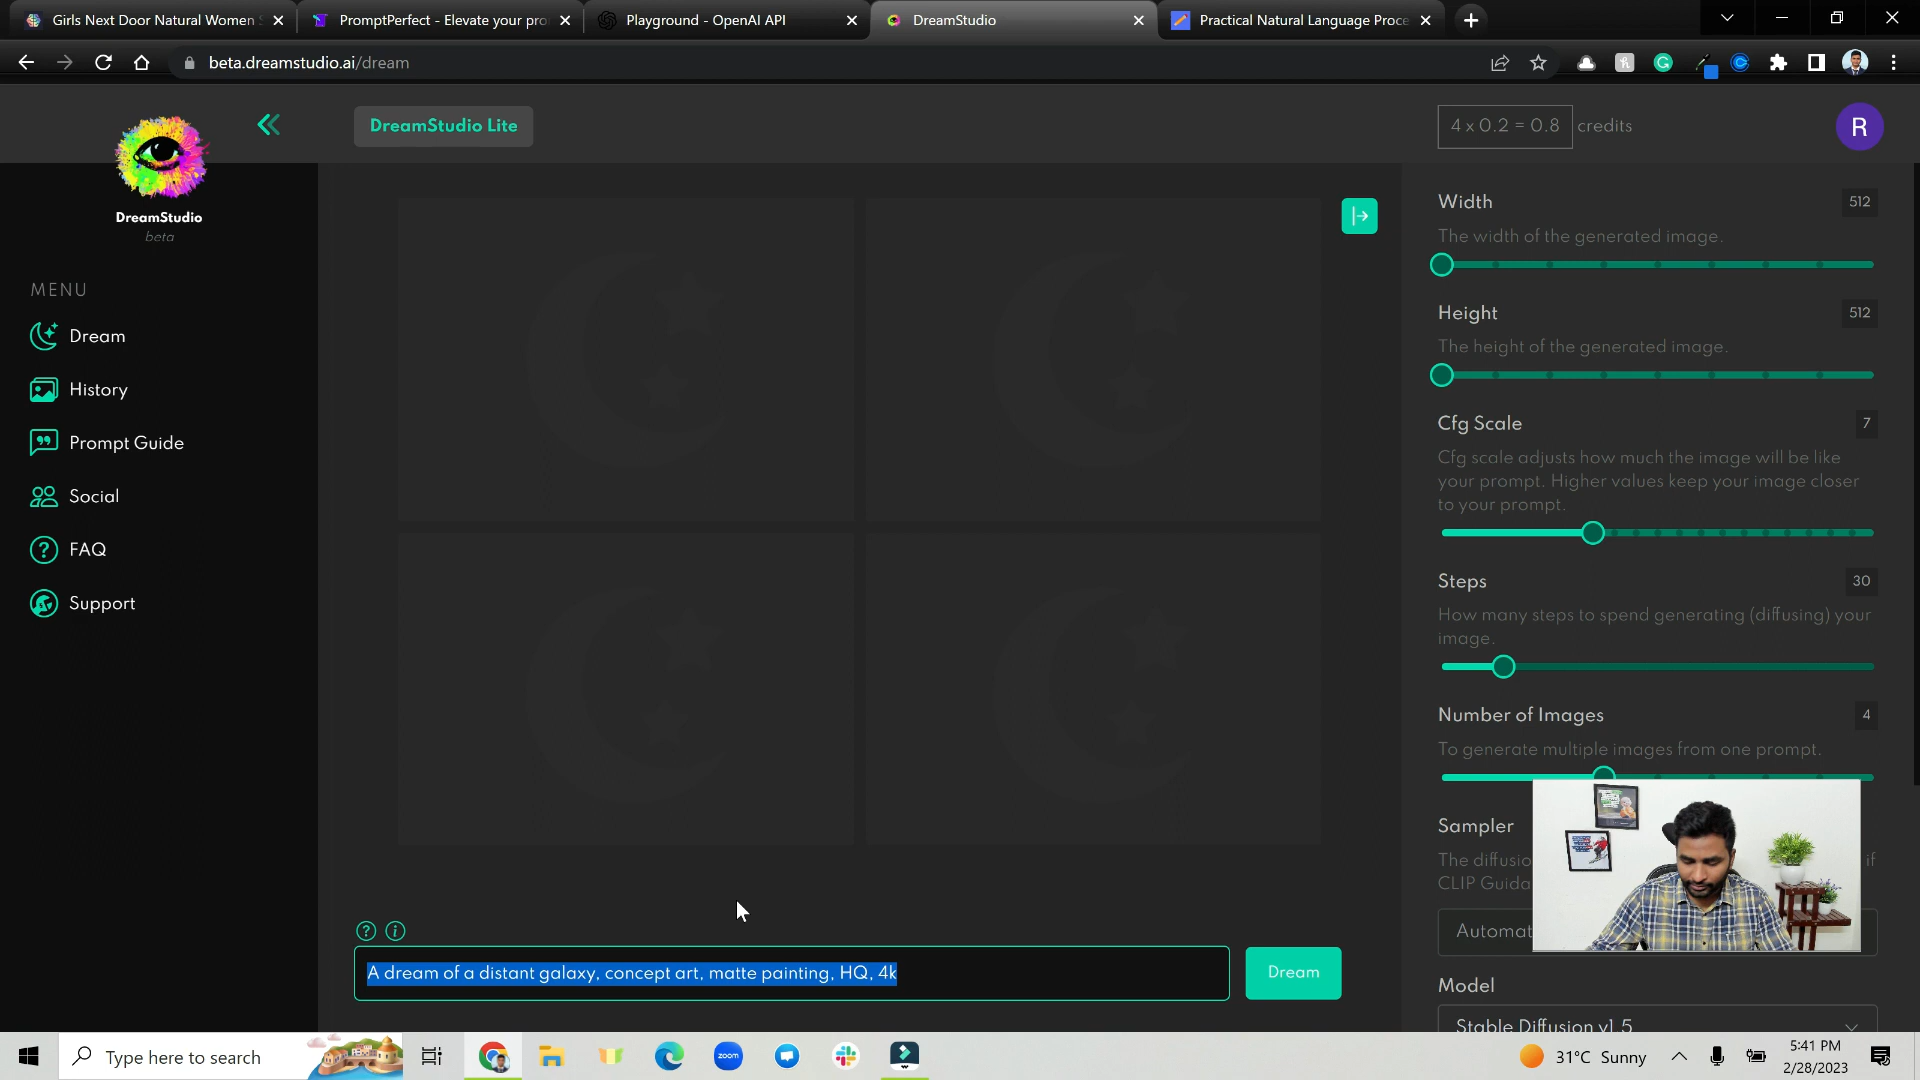 Girls Next Door Natural Women S
PromptPerfect - Elevate your pro
Playground - OpenAI API
DreamStudio
Practical Natural Language Proce
beta.dreamstudio.ai/dream
DreamStudio
beta
DreamStudio Lite
4 x 0.2 = 0.8 credits
R
MENU
Dream
History
Prompt Guide
Social
FAQ
Support
Width
512
The width of the generated image.
Height
512
The height of the generated image.
Cfg Scale
7
Cfg scale adjusts how much the image will be like
your prompt. Higher values keep your image closer
to your prompt.
Steps
30
How many steps to spend generating (diffusing) your
image.
Number of Images
4
To generate multiple images from one prompt.
Sampler
The diffusio
if
CLIP Guida
Automat
Model
Stable Diffusion v1.5
A dream of a distant galaxy, concept art, matte painting, HQ, 4k
Dream
Type here to search
zoom
31°C Sunny
5:41 PM
2/28/2023